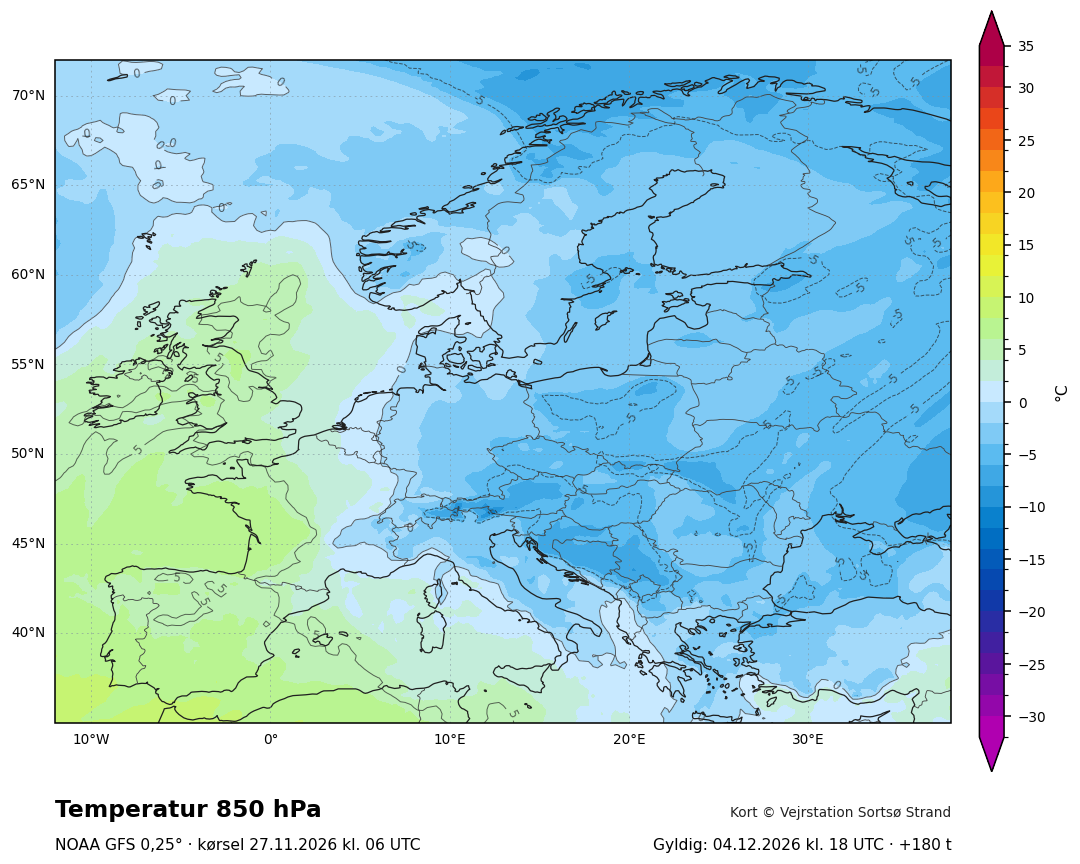 35
30
25
20
15
10
5
0
−5
−10
−15
−20
−25
−30
°C
70°N
65°N
60°N
55°N
50°N
45°N
40°N
10°W 0° 10°E 20°E 30°E
Temperatur 850 hPa
Kort © Vejrstation Sortsø Strand
NOAA GFS 0,25° · kørsel 27.11.2026 kl. 06 UTC
Gyldig: 04.12.2026 kl. 18 UTC · +180 t